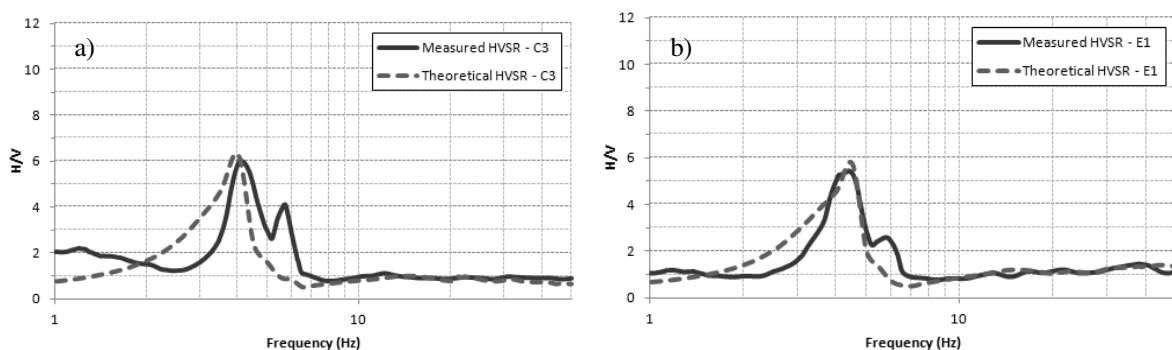 a)
12
10
8
6
4
2
0
H/V
Measured HVSR - C3
Theoretical HVSR - C3
1
10
Frequency (Hz)
b)
12
10
8
6
4
2
0
H/V
Measured HVSR - E1
Theoretical HVSR - E1
1
10
Frequency (Hz)